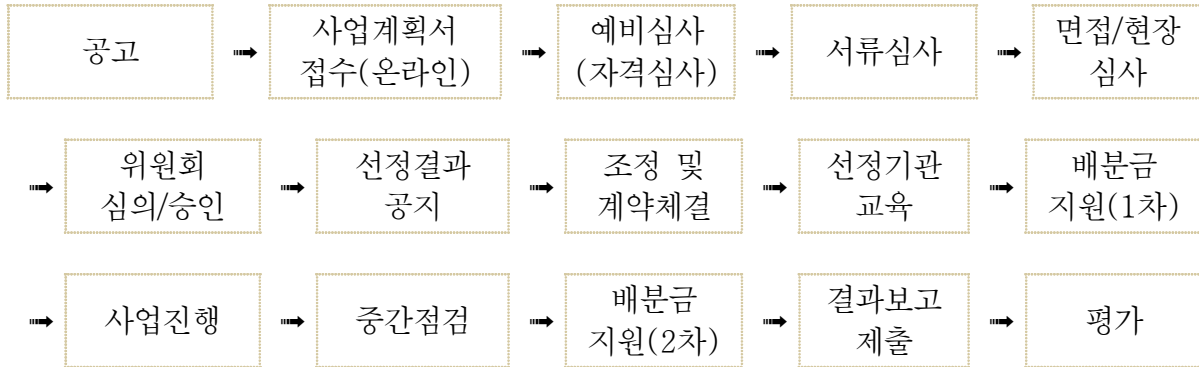 공고
사업계획서
접수(온라인)
예비심사
(자격심사)
서류심사
면접/현장
심사
위원회
심의/승인
선정결과
공지
조정 및
계약체결
선정기관
교육
배분금
지원(1차)
사업진행
중간점검
배분금
지원(2차)
결과보고
제출
평가